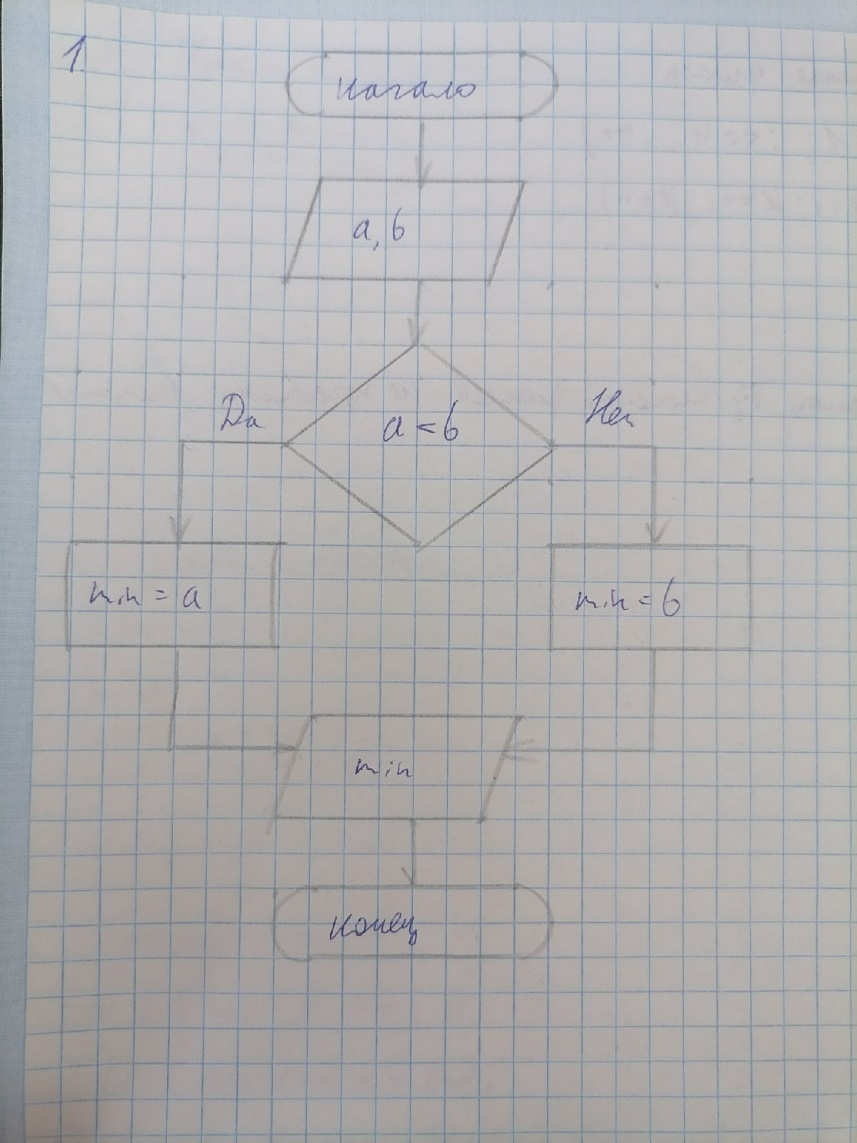 1.
начало
a, b
a < b
Да
Нет
min = a
min = b
min
конец